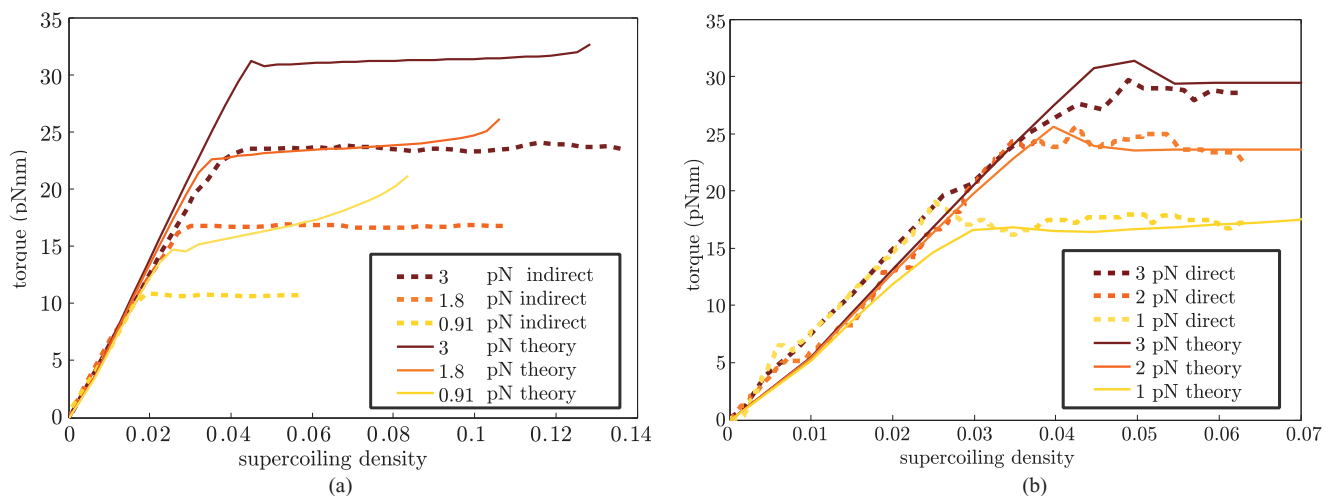 35
30
25
20
15
10
5
0
torque (pNnm)
0 0.02 0.04 0.06 0.08 0.10 0.12 0.14
supercoiling density
(a)
3 pN indirect
1.8 pN indirect
0.91 pN indirect
3 pN theory
1.8 pN theory
0.91 pN theory
35
30
25
20
15
10
5
0
torque (pNnm)
0 0.01 0.02 0.03 0.04 0.05 0.06 0.07
supercoiling density
(b)
3 pN direct
2 pN direct
1 pN direct
3 pN theory
2 pN theory
1 pN theory